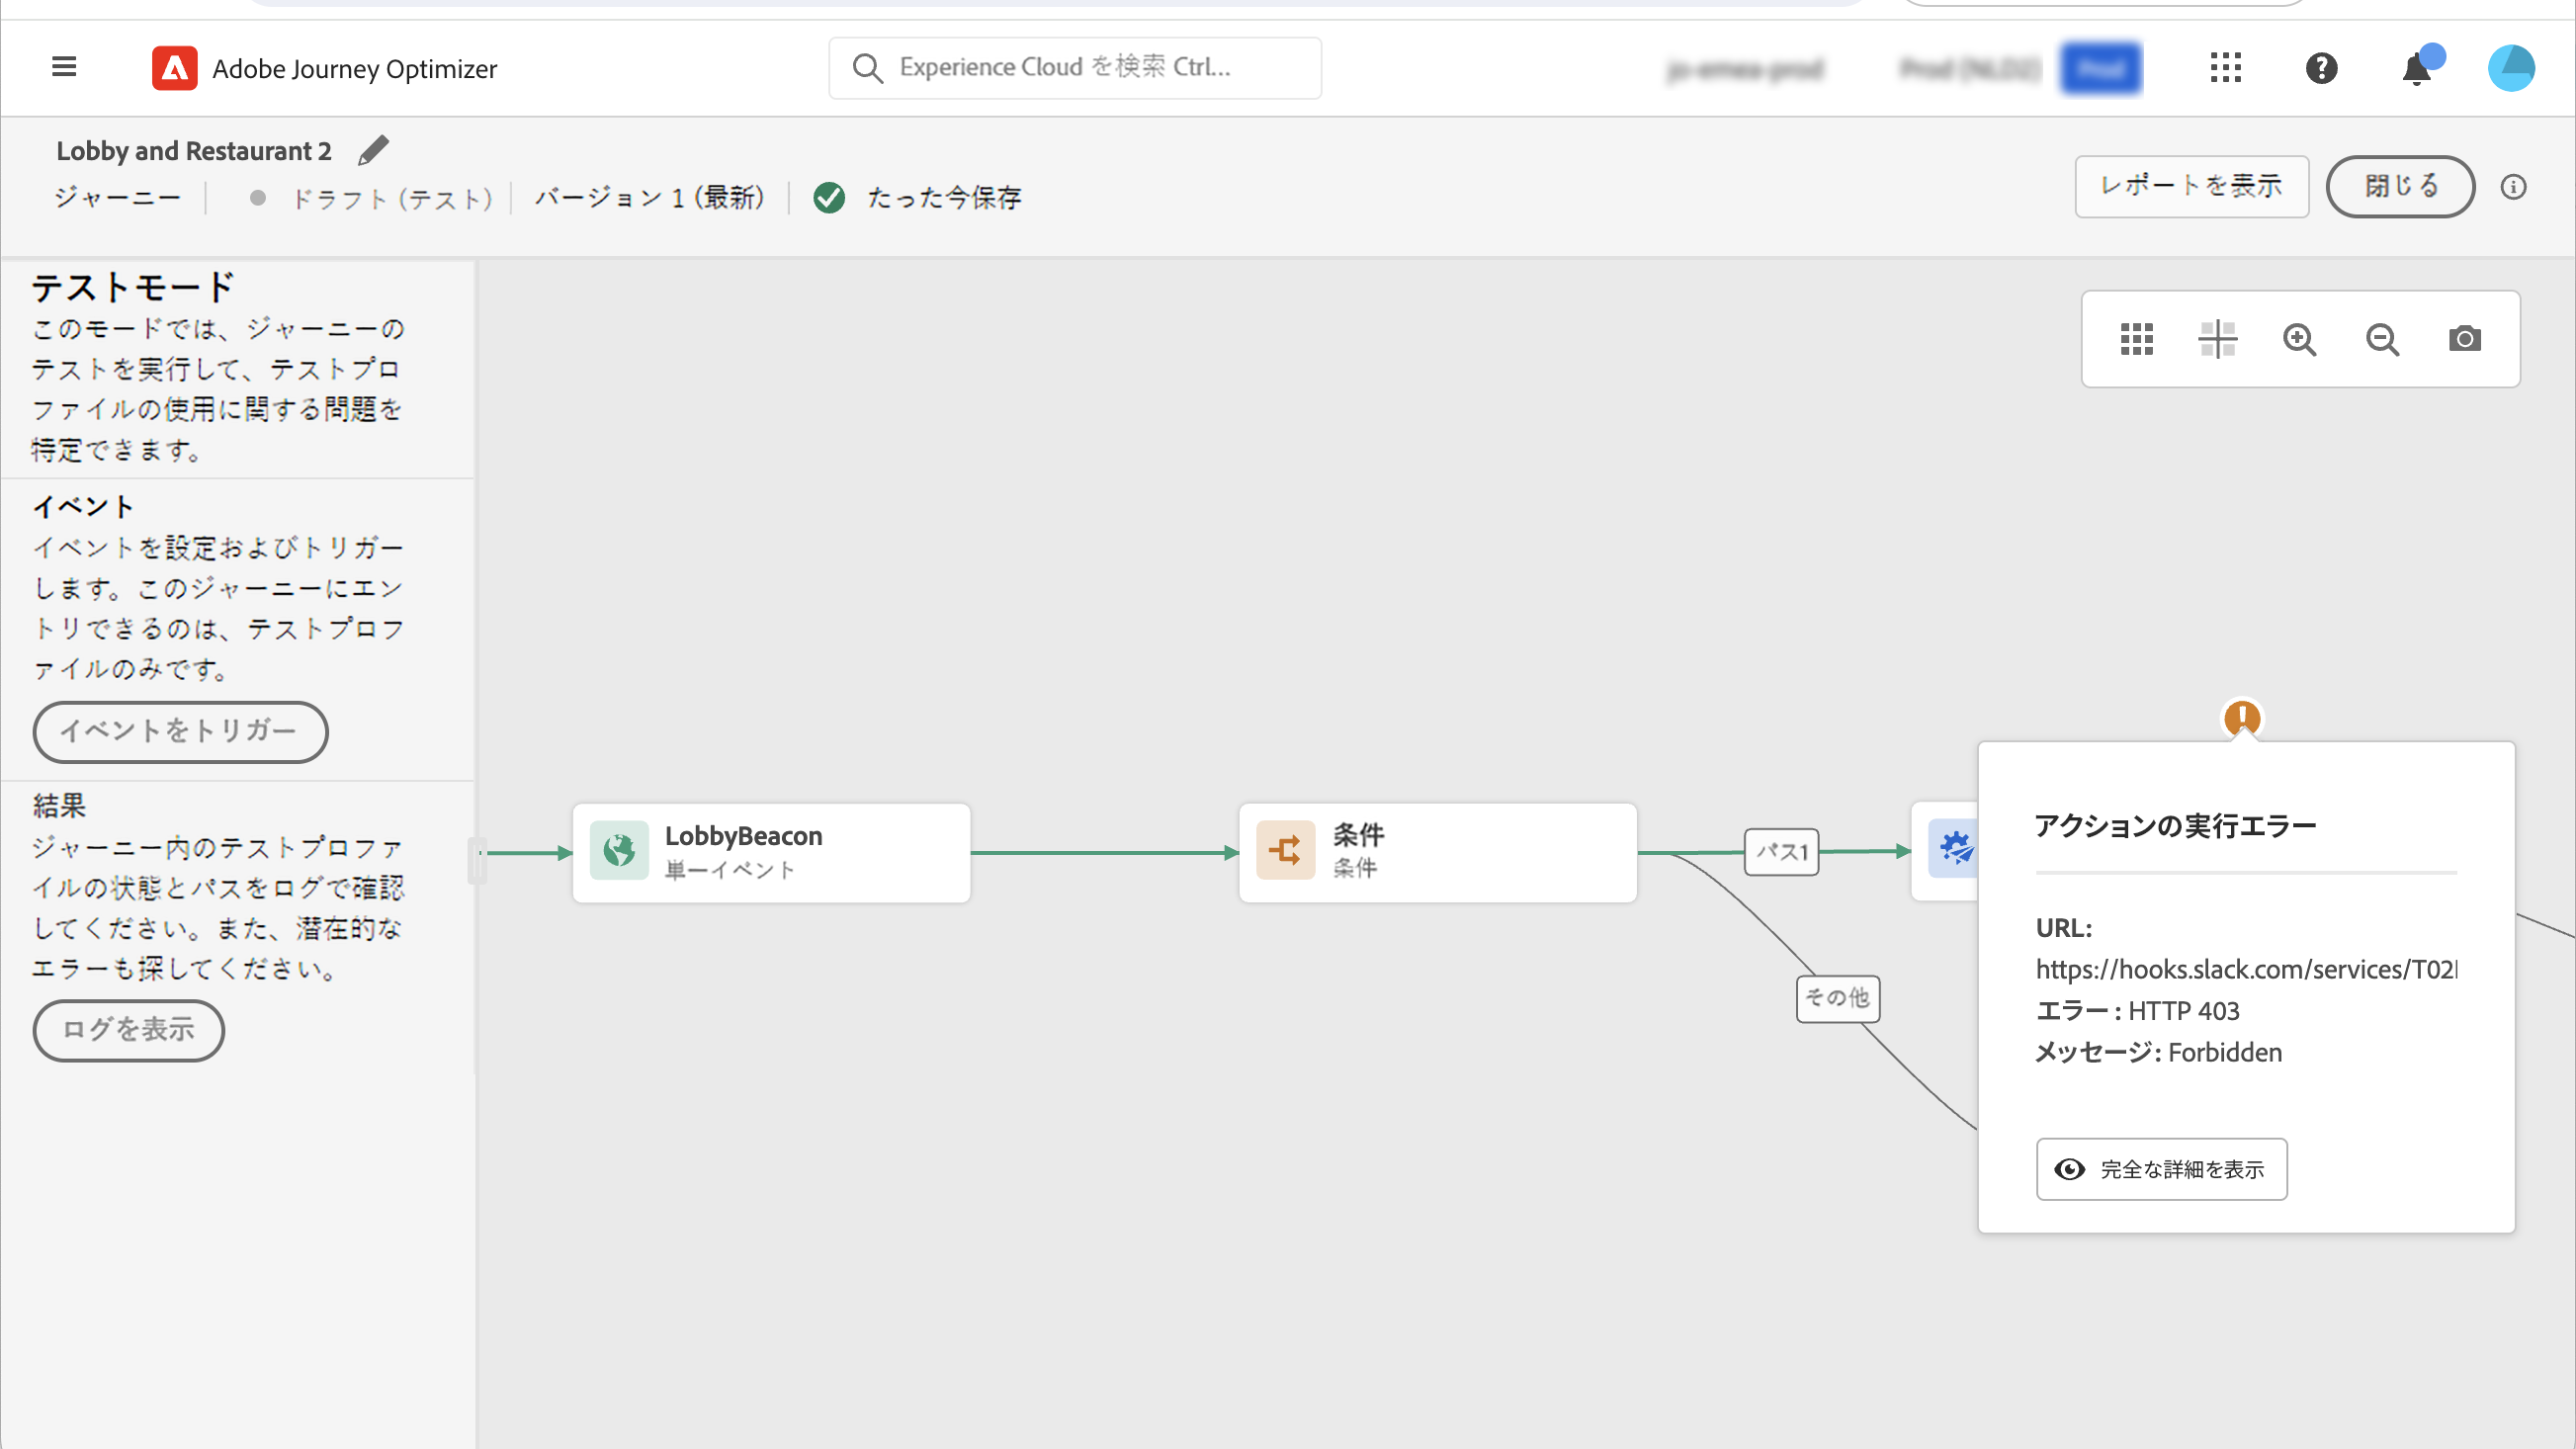 Adobe Journey Optimizer
Experience Cloud を検索 Ctrl...
Prod
Lobby and Restaurant 2
ジャーニー
ドラフト (テスト)
バージョン 1 (最新)
たった今保存
レポートを表示
閉じる
テストモード
このモードでは、ジャーニーの
テストを実行して、テストプロ
ファイルの使用に関する問題を
特定できます。
イベント
イベントを設定およびトリガー
します。このジャーニーにエン
トリできるのは、テストプロフ
ァイルのみです。
イベントをトリガー
結果
ジャーニー内のテストプロファ
イルの状態とパスをログで確認
してください。また、潜在的な
エラーも探してください。
ログを表示
LobbyBeacon
単一イベント
条件
条件
パス1
その他
アクションの実行エラー
URL:
https://hooks.slack.com/services/T02
エラー : HTTP 403
メッセージ: Forbidden
完全な詳細を表示